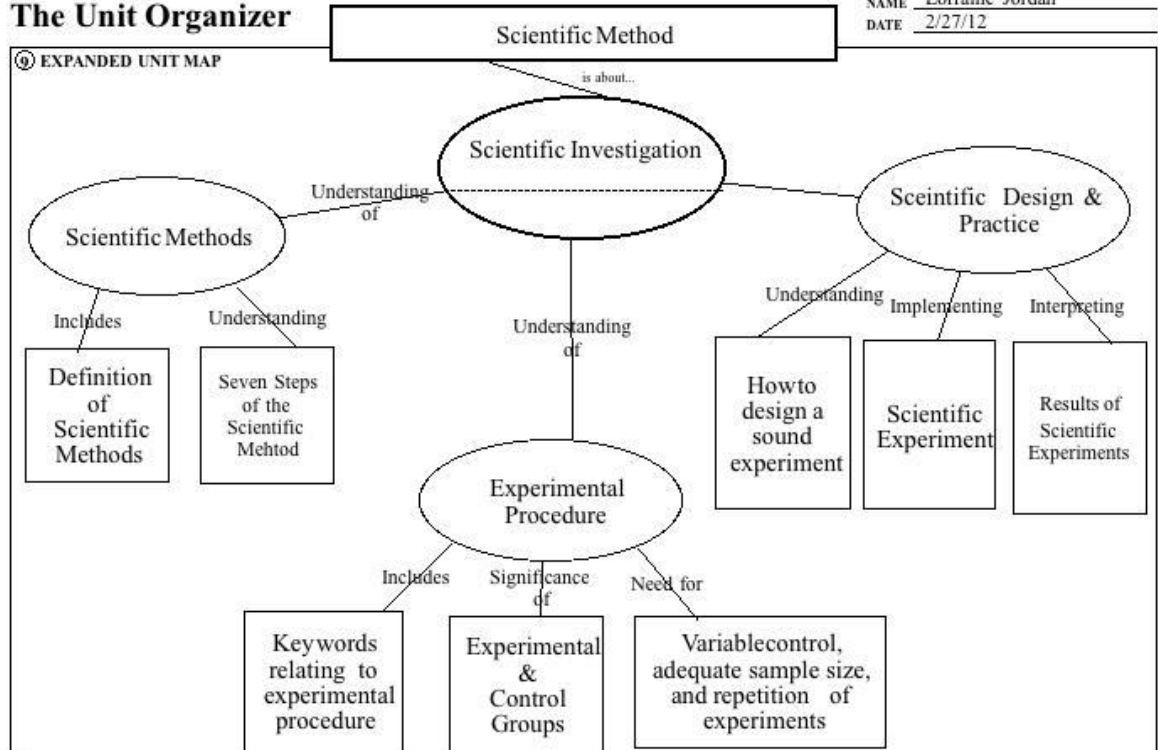 The Unit Organizer
NAME Lorraine Jordan
DATE 2/27/12
Scientific Method
⑨ EXPANDED UNIT MAP
is about...
Scientific Investigation
Understanding
of
Scientific Methods
Sceintific Design &
Practice
Includes
Understanding
Understanding
of
Understanding
Implementing
Interpreting
Definition
of
Scientific
Methods
Seven Steps
of the
Scientific
Mehtod
Howto
design a
sound
experiment
Scientific
Experiment
Results of
Scientific
Experiments
Experimental
Procedure
Includes
Significance
of
Need for
Keywords
relating to
experimental
procedure
Experimental
&
Control
Groups
Variablecontrol,
adequate sample size,
and repetition of
experiments